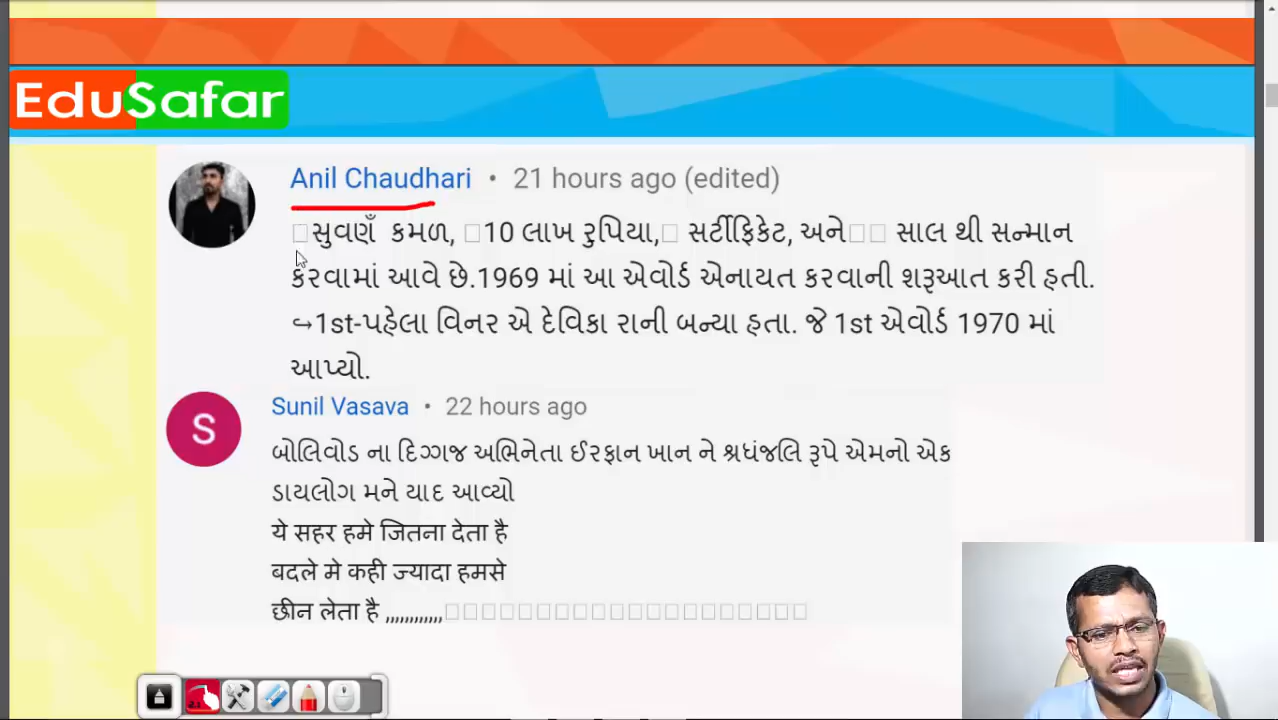 EduSafar
Anil Chaudhari • 21 hours ago (edited)
□સુવર્ણ કમળ, □10 લાખ રુપિયા,□ સર્ટીફિકેટ, અને□□ સાલ થી સન્માન
કરવામાં આવે છે.1969 માં આ એવોર્ડ એનાયત કરવાની શરૂઆત કરી હતી.
↪1st-પહેલા વિનર એ દેવિકા રાની બન્યા હતા. જે 1st એવોર્ડ 1970 માં
આપ્યો.
S
Sunil Vasava • 22 hours ago
બોલિવોડ ના દિગ્ગજ અભિનેતા ઈરફાન ખાન ને શ્રધંજલિ રૂપે એમનો એક
ડાયલોગ મને યાદ આવ્યો
ये सहर हमे जितना देता है
बदले मे कही ज्यादा हमसे
छीन लेता है ,,,,,,,,,,,,□□□□□□□□□□□□□□□□□□□□